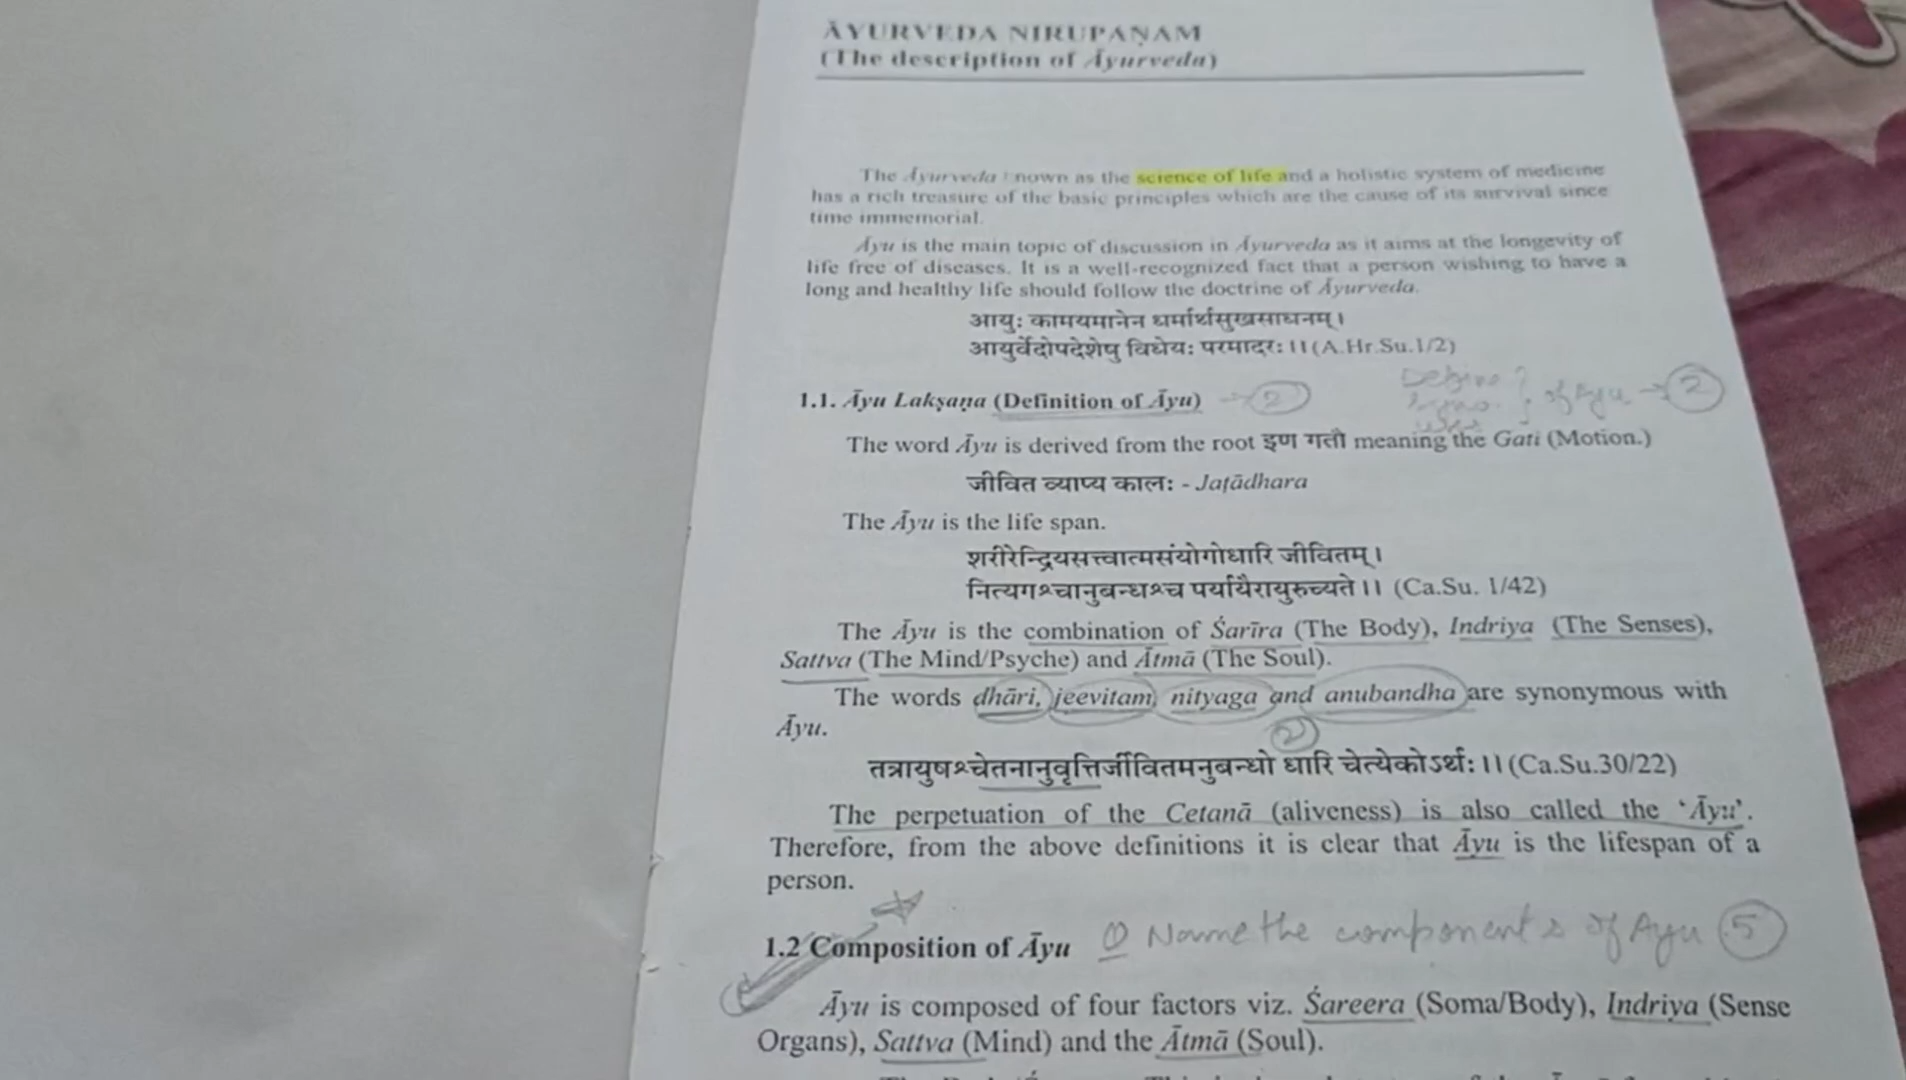 ĀYURVEDA NIRUPAṆAM
(The description of Āyurveda)
The Āyurveda nown as the science of life and a holistic system of medicine
has a rich treasure of the basic principles which are the cause of its survival since
time immemorial.
Āyu is the main topic of discussion in Āyurveda as it aims at the longevity of
life free of diseases. It is a well-recognized fact that a person wishing to have a
long and healthy life should follow the doctrine of Āyurveda.
आयुः कामयमानेन धर्मार्थसुखसाधनम्।
आयुर्वेदोपदेशेषु विधेयः परमादरः।।(A.Hr.Su.1/2)
1.1. Āyu Lakṣaṇa (Definition of Āyu) → 2
of Ayu → 2
The word Āyu is derived from the root इण गतौ meaning the Gati (Motion.)
जीवित व्याप्य कालः - Jaṭādhara
The Āyu is the life span.
शरीरेन्द्रियसत्त्वात्मसंयोगोधारि जीवितम्।
नित्यगश्चानुबन्धश्च पर्यायैरायुरुच्यते।। (Ca.Su. 1/42)
The Āyu is the combination of Śarīra (The Body), Indriya (The Senses),
Sattva (The Mind/Psyche) and Ātmā (The Soul).
The words dhāri, jeevitam, nityaga and anubandha are synonymous with
Āyu.
2
तत्रायुषश्चेतनानुवृत्तिर्जीवितमनुबन्धो धारि चेत्येकोऽर्थः।।(Ca.Su.30/22)
The perpetuation of the Cetanā (aliveness) is also called the ‘Āyu’.
Therefore, from the above definitions it is clear that Āyu is the lifespan of a
person.
1.2 Composition of Āyu ① Name the components of Ayu 5
Āyu is composed of four factors viz. Śareera (Soma/Body), Indriya (Sense
Organs), Sattva (Mind) and the Ātmā (Soul).